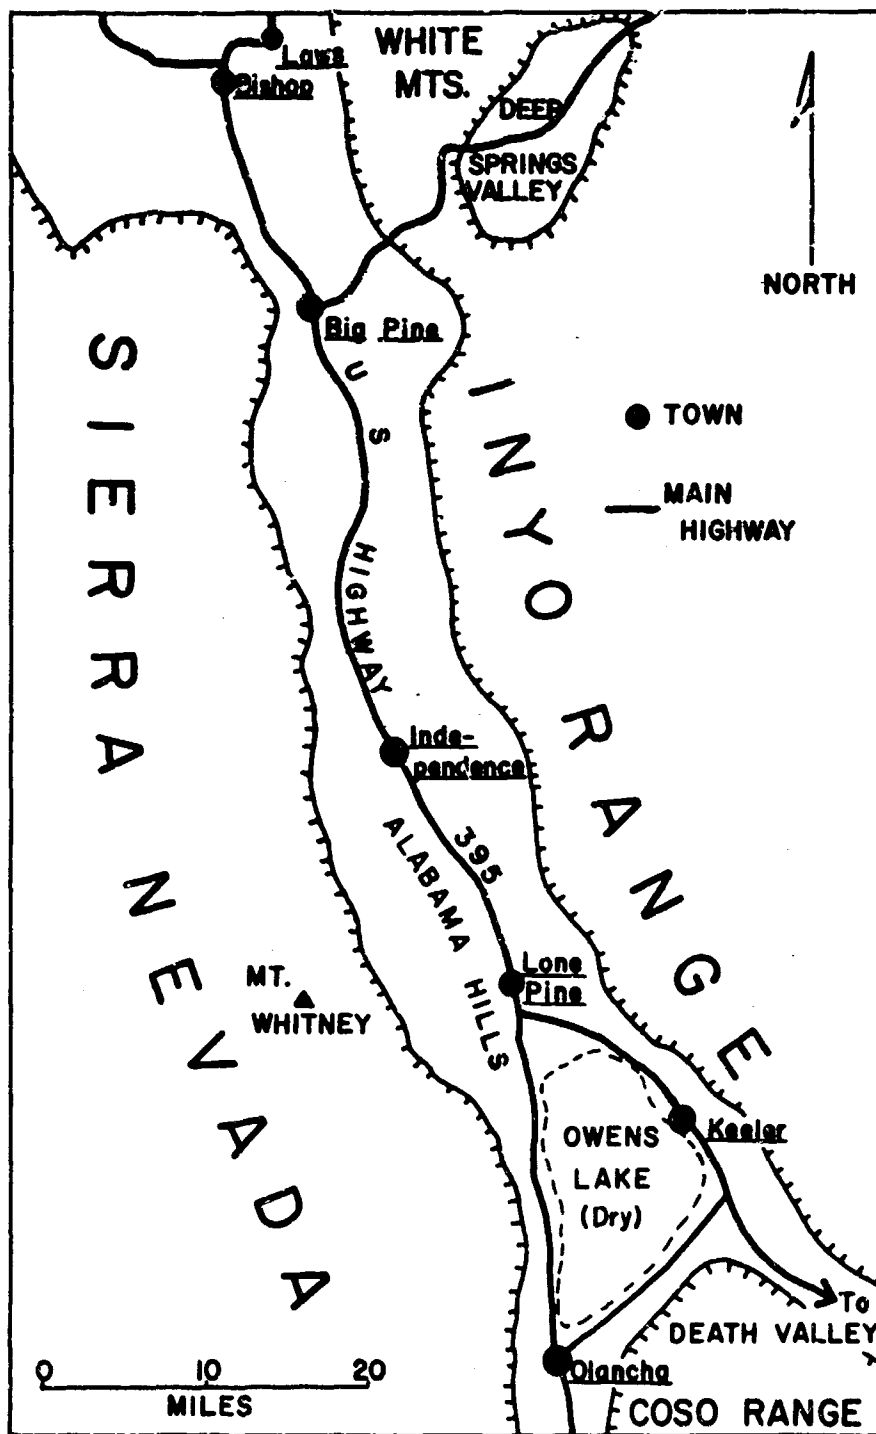 Laws
WHITE
MTS.
Bishop
DEEP
SPRINGS
VALLEY
NORTH
Big Pine
TOWN
MAIN
HIGHWAY
U S HIGHWAY 395
SIERRA NEVADA
INYO RANGE
Inde-
pendence
ALABAMA HILLS
Lone
Pine
MT.
WHITNEY
OWENS
LAKE
(Dry)
Keeler
To
DEATH VALLEY
Olancha
COSO RANGE
0 10 20
MILES